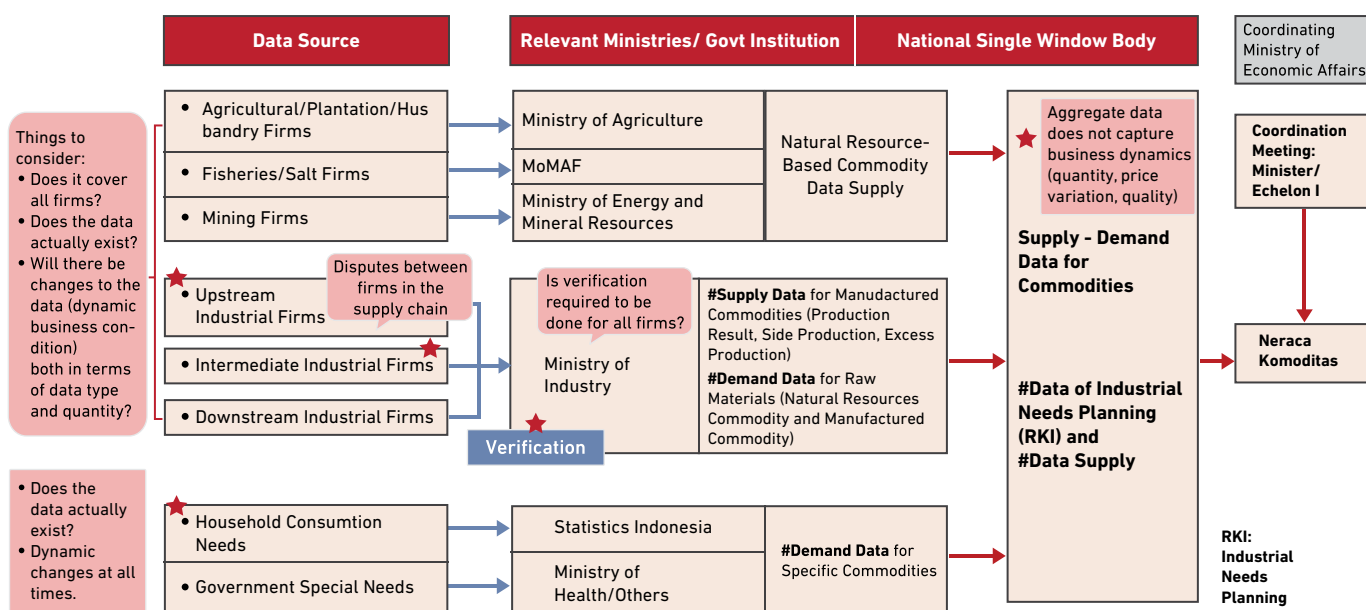 Data Source
Relevant Ministries/ Govt Institution
National Single Window Body
Coordinating
Ministry of
Economic Affairs
Things to
consider:
• Does it cover
all firms?
• Does the data
actually exist?
• Will there be
changes to the
data (dynamic
business con-
dition)
both in terms
of data type
and quantity?
• Agricultural/Plantation/Hus
bandry Firms
• Fisheries/Salt Firms
• Mining Firms
Ministry of Agriculture
MoMAF
Ministry of Energy and
Mineral Resources
Natural Resource-
Based Commodity
Data Supply
Aggregate data
does not capture
business dynamics
(quantity, price
variation, quality)
Supply - Demand
Data for
Commodities
#Data of Industrial
Needs Planning
(RKI) and
#Data Supply
Coordination
Meeting:
Minister/
Echelon I
Neraca
Komoditas
• Upstream
Industrial Firms
Disputes between
firms in the
supply chain
• Intermediate Industrial Firms
• Downstream Industrial Firms
Is verification
required to be
done for all firms?
Ministry of
Industry
Verification
#Supply Data for Manudactured
Commodities (Production
Result, Side Production, Excess
Production)
#Demand Data for Raw
Materials (Natural Resources
Commodity and Manufactured
Commodity)
• Does the
data actually
exist?
• Dynamic
changes at all
times.
• Household Consumtion
Needs
• Government Special Needs
Statistics Indonesia
Ministry of
Health/Others
#Demand Data for
Specific Commodities
RKI:
Industrial
Needs
Planning